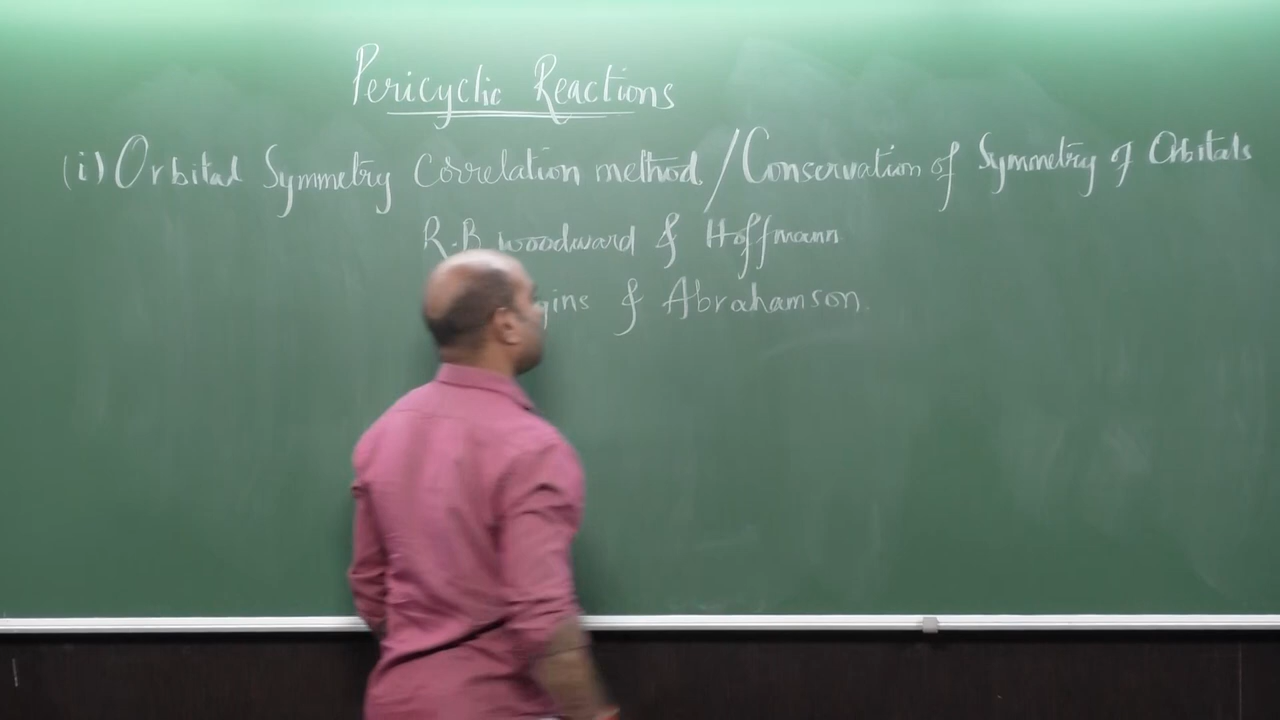 Pericyclic Reactions
(i) Orbital Symmetry Correlation method / Conservation of Symmetry of Orbitals
R.B woodward & Hoffmann
& Abrahamson.